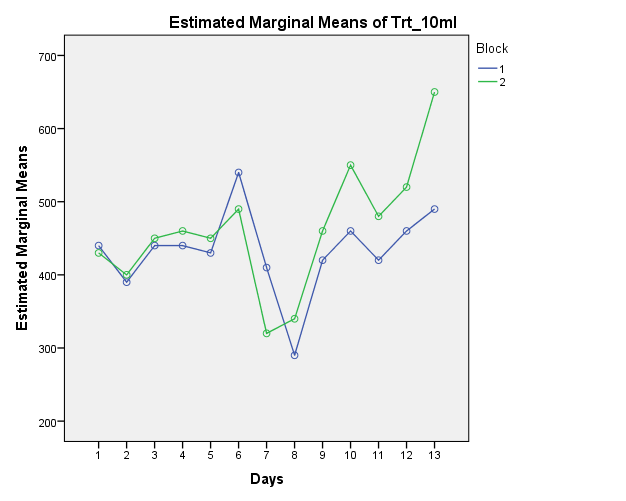 Estimated Marginal Means of Trt_10ml
Block
1
2
Estimated Marginal Means
700
600
500
400
300
200
1 2 3 4 5 6 7 8 9 10 11 12 13
Days